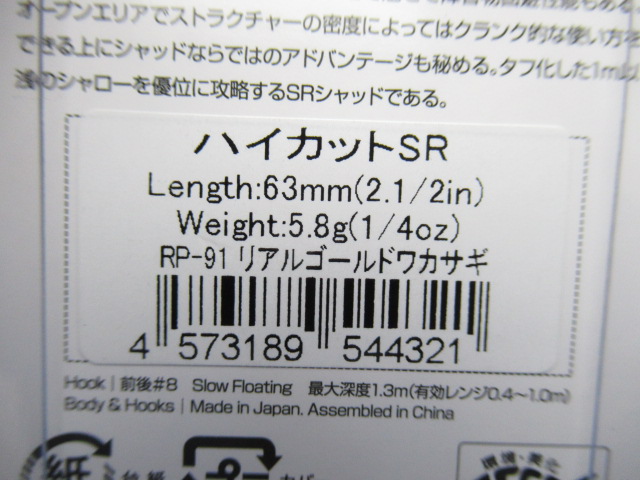 オープンエリアでストラクチャーの密度によってはクランク的な使い方を
できる上にシャッドならではのアドバンテージも秘める。タフ化した1m以
浅のシャローを優位に攻略するSRシャッドである。
ハイカットSR
Length:63mm(2.1/2in)
Weight:5.8g(1/4oz)
RP-91 リアルゴールドワカサギ
4 573189 544321
Hook | 前後#8 Slow Floating 最大深度1.3m(有効レンジ0.4~1.0m)
Body & Hooks | Made in Japan. Assembled in China
紙
環境・美化